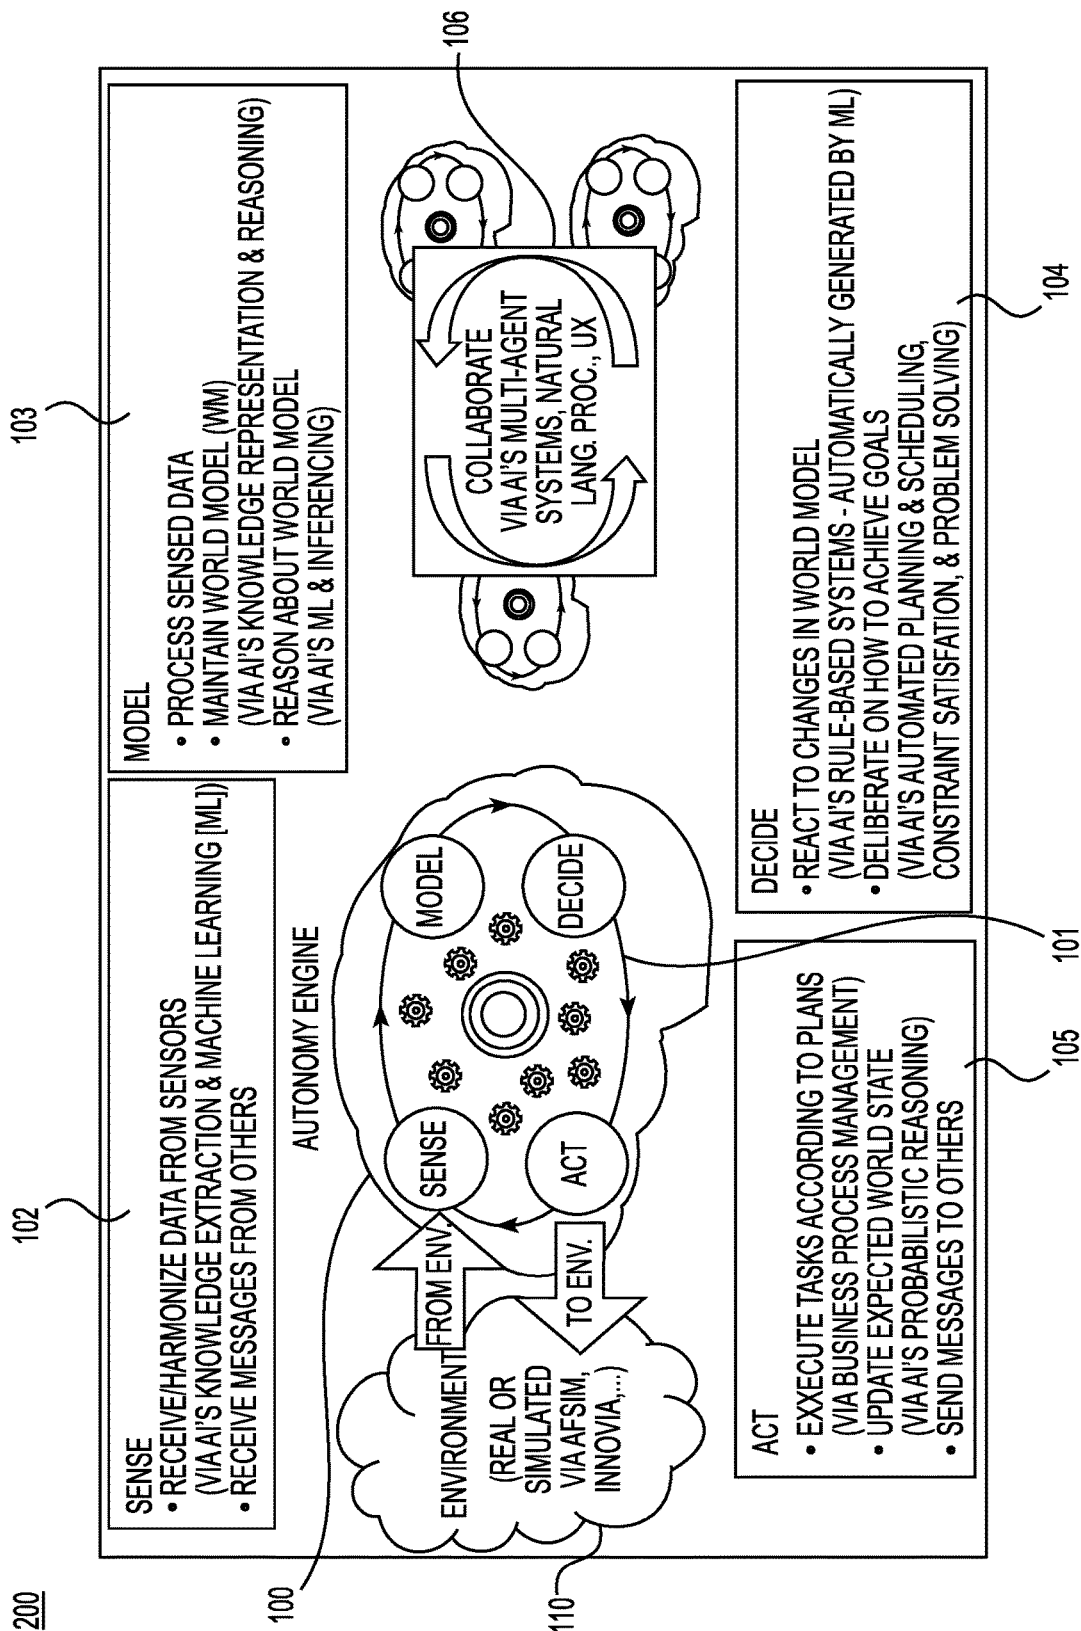 200
102
103
SENSE
• RECEIVE/HARMONIZE DATA FROM SENSORS
(VIA AI'S KNOWLEDGE EXTRACTION & MACHINE LEARNING [ML])
• RECEIVE MESSAGES FROM OTHERS
MODEL
• PROCESS SENSED DATA
• MAINTAIN WORLD MODEL (WM)
(VIA AI'S KNOWLEDGE REPRESENTATION & REASONING)
• REASON ABOUT WORLD MODEL
(VIA AI'S ML & INFERENCING)
100
AUTONOMY ENGINE
106
ENVIRONMENT
(REAL OR
SIMULATED
VIA AFSIM,
INNOVIA,...)
FROM ENV.
TO ENV.
SENSE
MODEL
ACT
DECIDE
COLLABORATE
VIA AI'S MULTI-AGENT
SYSTEMS, NATURAL
LANG. PROC., UX
110
ACT
• EXXECUTE TASKS ACCORDING TO PLANS
(VIA BUSINESS PROCESS MANAGEMENT)
• UPDATE EXPECTED WORLD STATE
(VIA AI'S PROBABILISTIC REASONING)
• SEND MESSAGES TO OTHERS
DECIDE
• REACT TO CHANGES IN WORLD MODEL
(VIA AI'S RULE-BASED SYSTEMS - AUTOMATICALLY GENERATED BY ML)
• DELIBERATE ON HOW TO ACHIEVE GOALS
(VIA AI'S AUTOMATED PLANNING & SCHEDULING,
CONSTRAINT SATISFATION, & PROBLEM SOLVING)
105
101
104